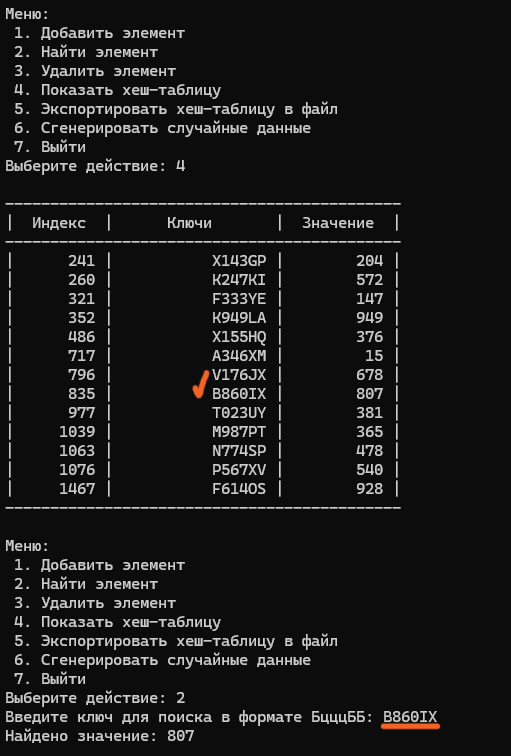 Меню:
1. Добавить элемент
2. Найти элемент
3. Удалить элемент
4. Показать хеш-таблицу
5. Экспортировать хеш-таблицу в файл
6. Сгенерировать случайные данные
7. Выйти
Выберите действие: 4
| Индекс | Ключи | Значение |
| 241 | X143GP | 204 |
| 260 | K247KI | 572 |
| 321 | F333YE | 147 |
| 352 | K949LA | 949 |
| 486 | X155HQ | 376 |
| 717 | A346XM | 15 |
| 796 | V176JX | 678 |
| 835 | B860IX | 807 |
| 977 | T023UY | 381 |
| 1039 | M987PT | 365 |
| 1063 | N774SP | 478 |
| 1076 | P567XV | 540 |
| 1467 | F614OS | 928 |
Меню:
1. Добавить элемент
2. Найти элемент
3. Удалить элемент
4. Показать хеш-таблицу
5. Экспортировать хеш-таблицу в файл
6. Сгенерировать случайные данные
7. Выйти
Выберите действие: 2
Введите ключ для поиска в формате БцццББ: B860IX
Найдено значение: 807